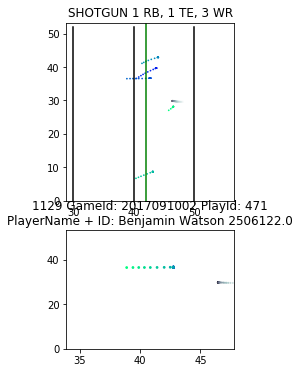 SHOTGUN 1 RB, 1 TE, 3 WR
50
40
30
20
10
0
30 40 50
1129 GameId: 2017091002 PlayId: 471
PlayerName + ID: Benjamin Watson 2506122.0
40
20
0
35 40 45